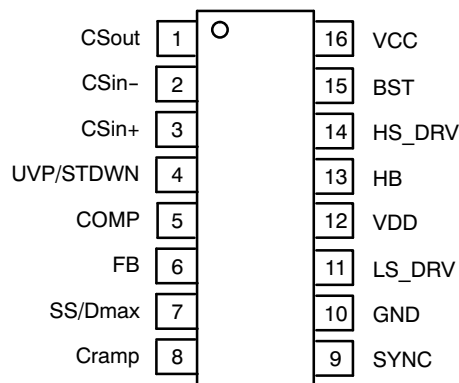 CSout 1 16 VCC
CSin− 2 15 BST
CSin+ 3 14 HS_DRV
UVP/STDWN 4 13 HB
COMP 5 12 VDD
FB 6 11 LS_DRV
SS/Dmax 7 10 GND
Cramp 8 9 SYNC